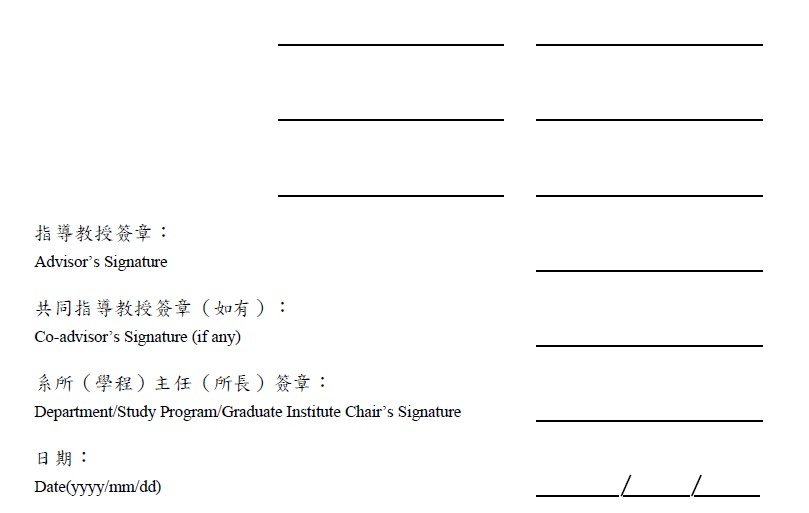 指導教授簽章：
Advisor’s Signature
共同指導教授簽章（如有）：
Co-advisor’s Signature (if any)
系所（學程）主任（所長）簽章：
Department/Study Program/Graduate Institute Chair’s Signature
日期：
Date(yyyy/mm/dd)
/ /